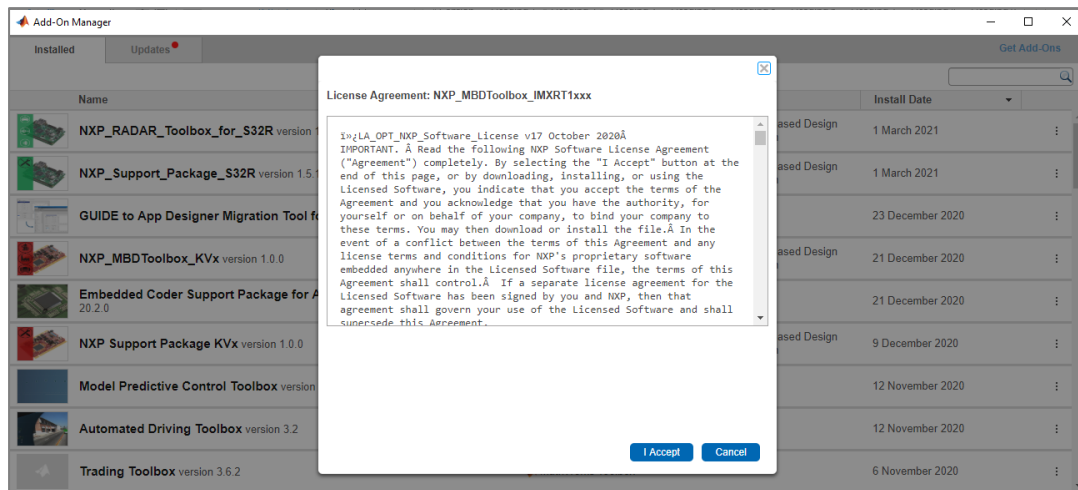 Add-On Manager
Installed
Updates
Get Add-Ons
Name
Install Date
License Agreement: NXP_MBDToolbox_IMXRT1xxx
ï»¿LA_OPT_NXP_Software_License v17 October 2020Â
IMPORTANT. Â Read the following NXP Software License Agreement
("Agreement") completely. By selecting the "I Accept" button at the
end of this page, or by downloading, installing, or using the
Licensed Software, you indicate that you accept the terms of the
Agreement and you acknowledge that you have the authority, for
yourself or on behalf of your company, to bind your company to
these terms. You may then download or install the file.Â In the
event of a conflict between the terms of this Agreement and any
license terms and conditions for NXP's proprietary software
embedded anywhere in the Licensed Software file, the terms of this
Agreement shall control.Â  If a separate license agreement for the
Licensed Software has been signed by you and NXP, then that
agreement shall govern your use of the Licensed Software and shall
supersede this Agreement.
I Accept
Cancel
NXP_RADAR_Toolbox_for_S32R version 1
ased Design
1 March 2021
NXP_Support_Package_S32R version 1.5.
ased Design
1 March 2021
GUIDE to App Designer Migration Tool fo
23 December 2020
NXP_MBDToolbox_KVx version 1.0.0
ased Design
21 December 2020
Embedded Coder Support Package for A
20.2.0
21 December 2020
NXP Support Package KVx version 1.0.0
ased Design
9 December 2020
Model Predictive Control Toolbox version
12 November 2020
Automated Driving Toolbox version 3.2
12 November 2020
Trading Toolbox version 3.6.2
6 November 2020